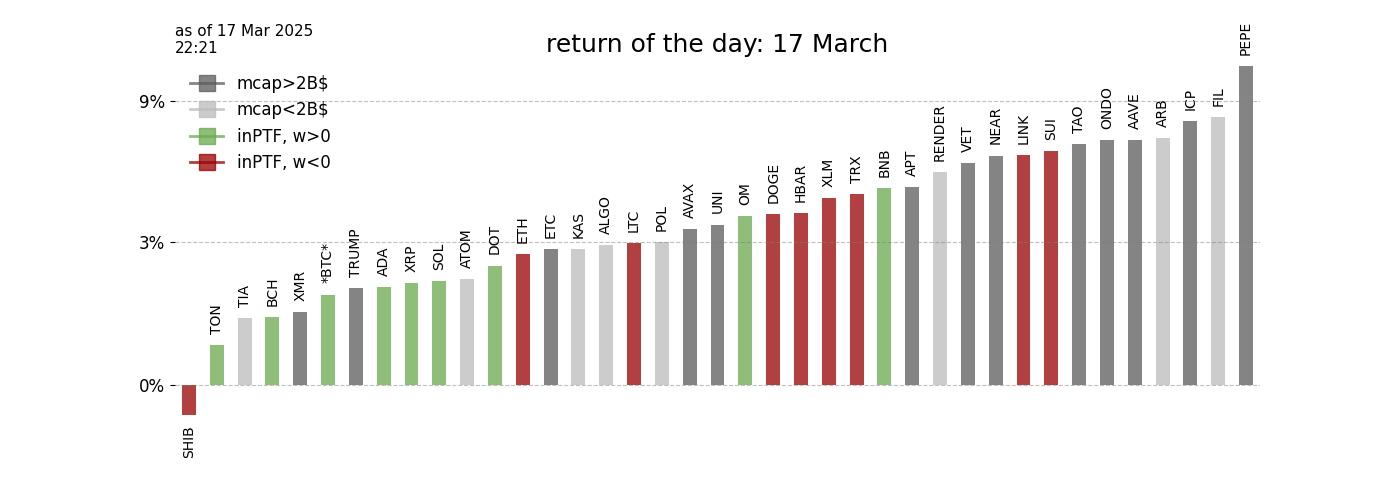 as of 17 Mar 2025
22:21
return of the day: 17 March
mcap>2B$
mcap<2B$
inPTF, w>0
inPTF, w<0
9%
3%
0%
SHIB
TON
TIA
BCH
XMR
*BTC*
TRUMP
ADA
XRP
SOL
ATOM
DOT
ETH
ETC
KAS
ALGO
LTC
POL
AVAX
UNI
OM
DOGE
HBAR
XLM
TRX
BNB
APT
RENDER
VET
NEAR
LINK
SUI
TAO
ONDO
AAVE
ARB
ICP
FIL
PEPE